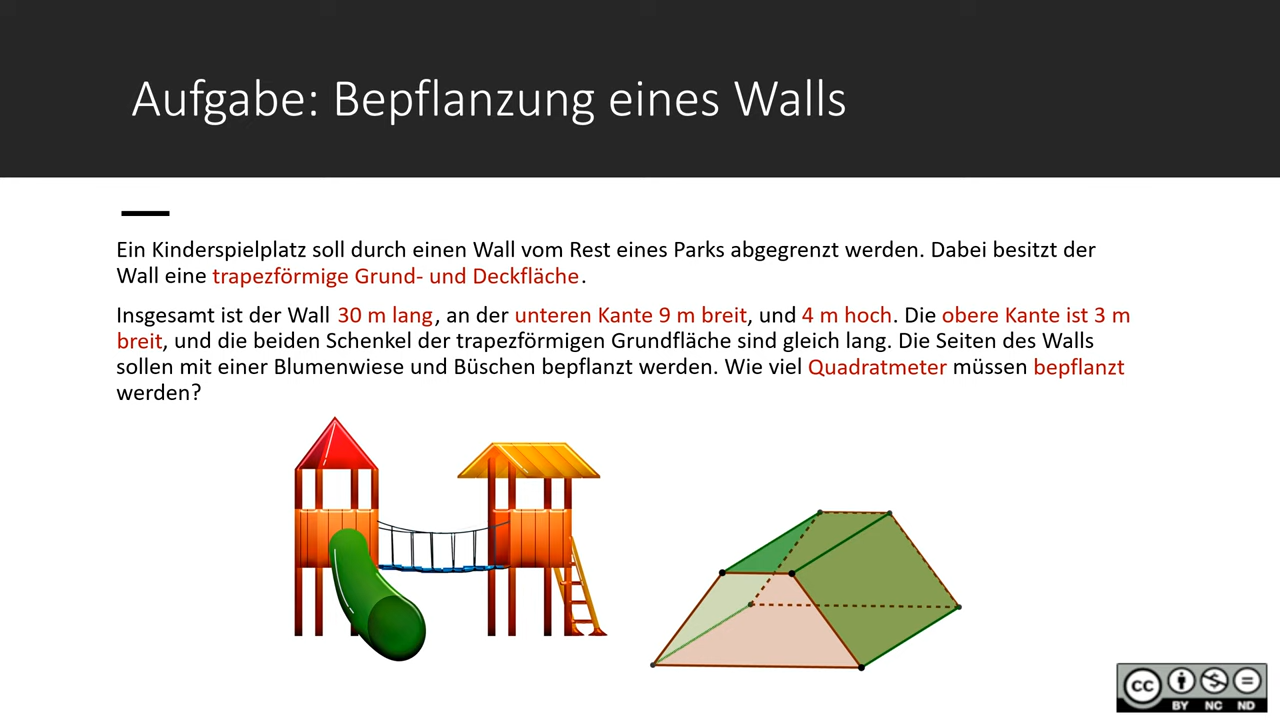 Aufgabe: Bepflanzung eines Walls
Ein Kinderspielplatz soll durch einen Wall vom Rest eines Parks abgegrenzt werden. Dabei besitzt der
Wall eine trapezförmige Grund- und Deckfläche.
Insgesamt ist der Wall 30 m lang, an der unteren Kante 9 m breit, und 4 m hoch. Die obere Kante ist 3 m
breit, und die beiden Schenkel der trapezförmigen Grundfläche sind gleich lang. Die Seiten des Walls
sollen mit einer Blumenwiese und Büschen bepflanzt werden. Wie viel Quadratmeter müssen bepflanzt
werden?
CC
BY NC ND